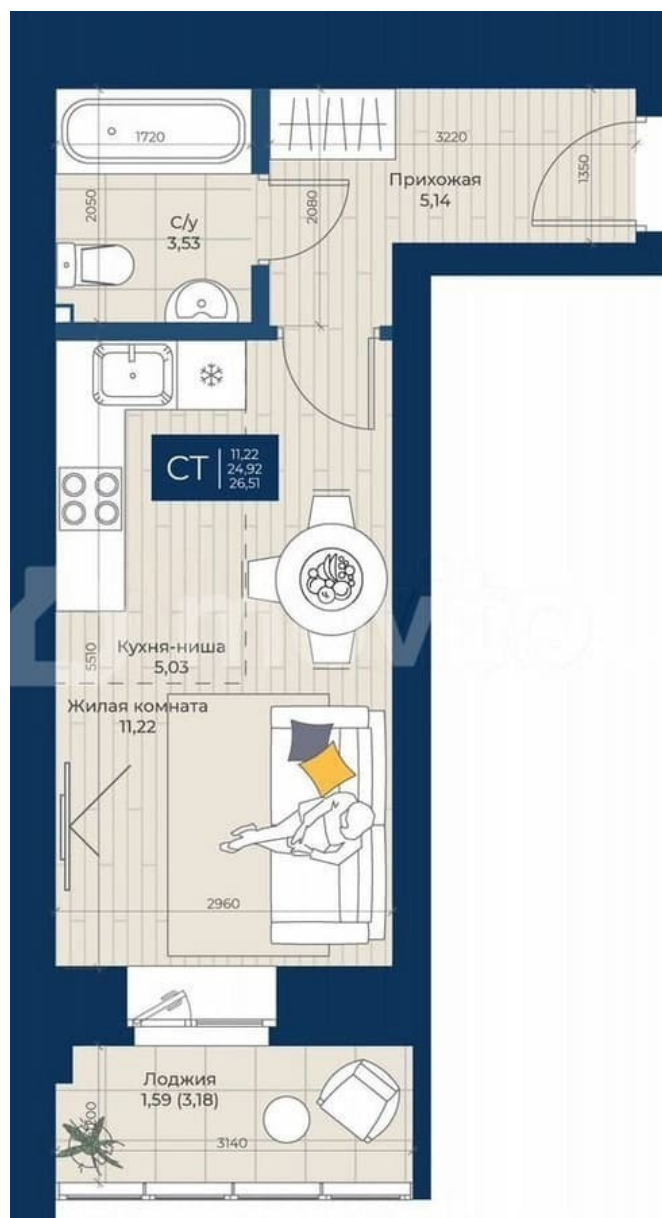 1720
3220
Прихожая
5,14
1350
2050
С/у
3,53
2080
СТ
11,22
24,92
26,51
5510
Кухня-ниша
5,03
Жилая комната
11,22
2960
Лоджия
1,59 (3,18)
3140